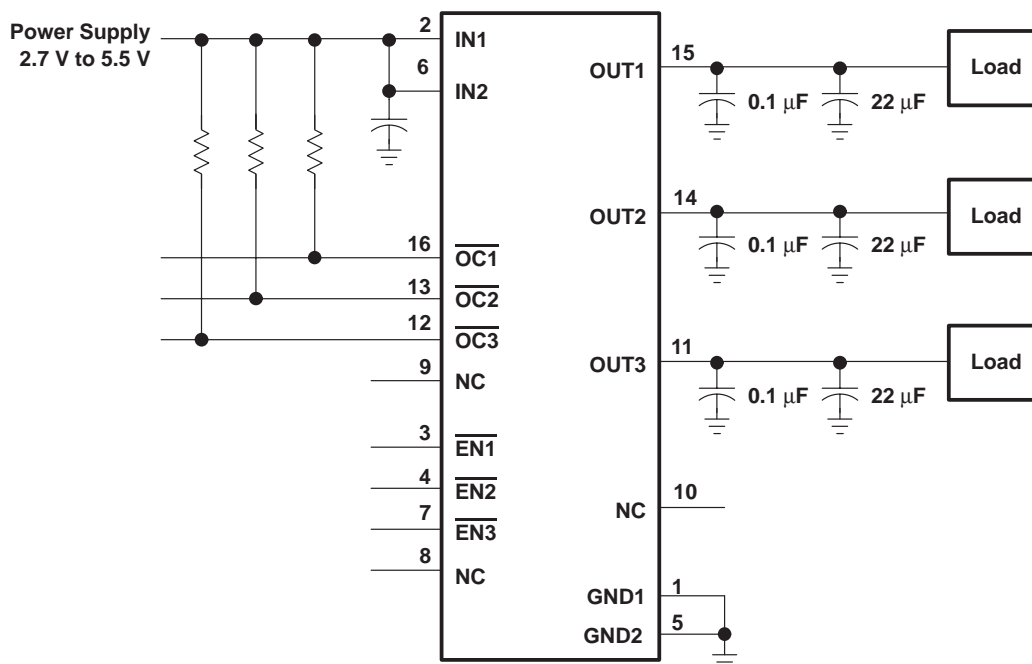 Power Supply
2.7 V to 5.5 V
2
IN1
6
IN2
16
OC1
13
OC2
12
OC3
9
NC
3
EN1
4
EN2
7
EN3
8
NC
OUT1
15
0.1 μF
22 μF
Load
OUT2
14
0.1 μF
22 μF
Load
OUT3
11
0.1 μF
22 μF
Load
NC
10
GND1
1
GND2
5